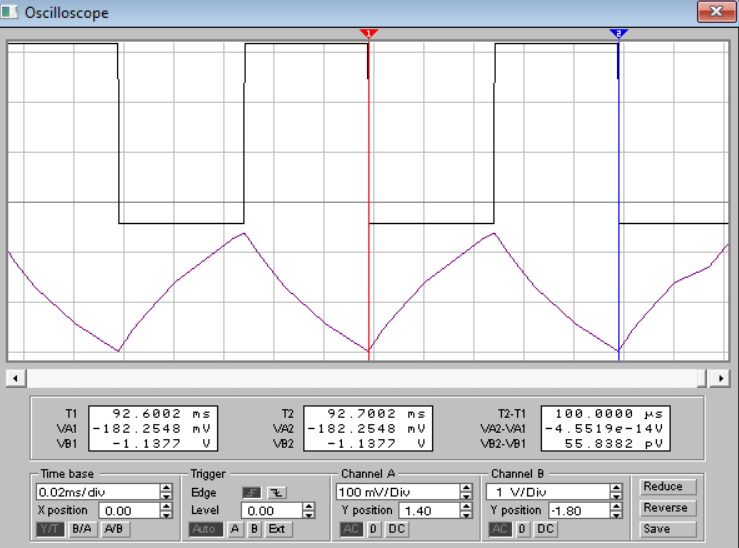 Oscilloscope
1 2
T1 92.6002 ms T2 92.7002 ms T2-T1 100.0000 µs
VA1 -182.2548 mV VA2 -182.2548 mV VA2-VA1 -4.5519e-14V
VB1 -1.1377 V VB2 -1.1377 V VB2-VB1 55.8382 pV
Time base Trigger Channel A Channel B
0.02ms/div Edge 100 mV/Div 1 V/Div Reduce
X position 0.00 Level 0.00 Y position 1.40 Y position -1.80 Reverse
Y/T B/A A/B Auto A B Ext AC 0 DC AC 0 DC Save